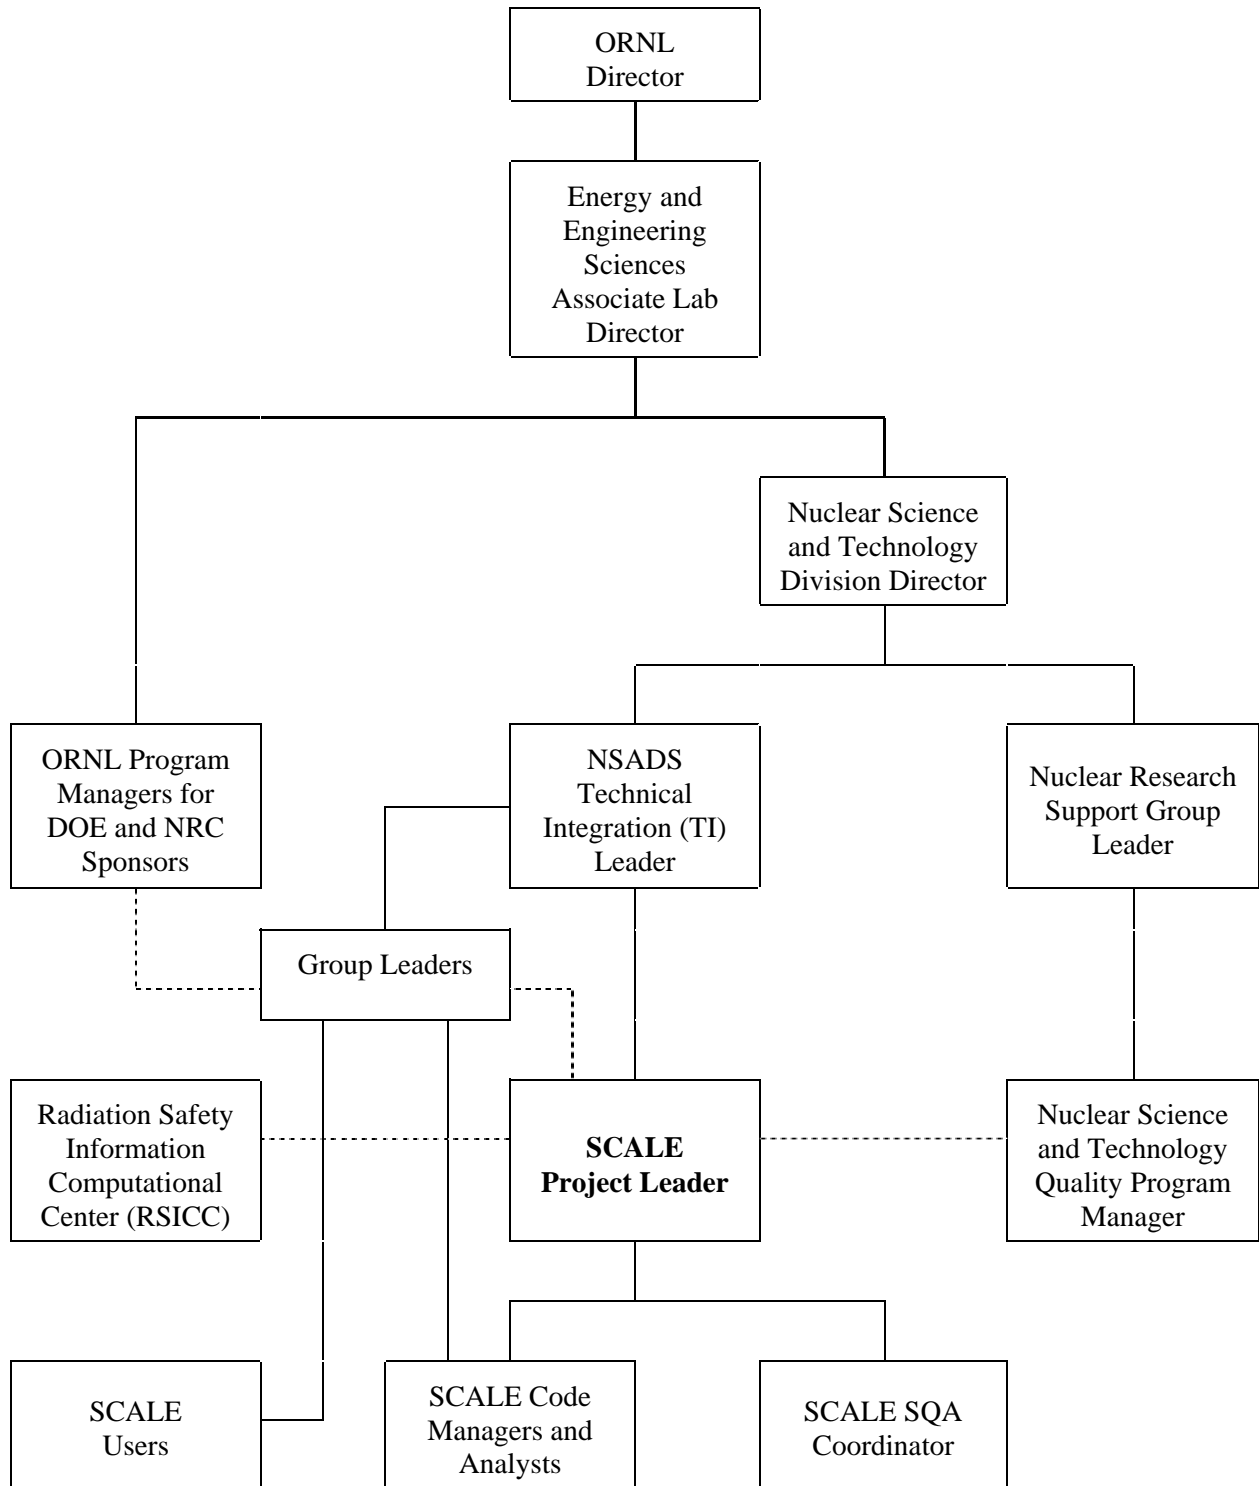 ORNL
Director
Energy and
Engineering
Sciences
Associate Lab
Director
Nuclear Science
and Technology
Division Director
ORNL Program
Managers for
DOE and NRC
Sponsors
NSADS
Technical
Integration (TI)
Leader
Nuclear Research
Support Group
Leader
Group Leaders
Radiation Safety
Information
Computational
Center (RSICC)
SCALE
Project Leader
Nuclear Science
and Technology
Quality Program
Manager
SCALE
Users
SCALE Code
Managers and
Analysts
SCALE SQA
Coordinator